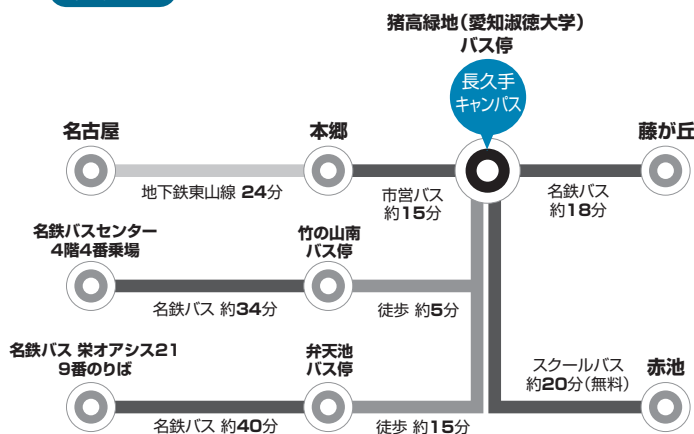 猪高緑地（愛知淑徳大学）
バス停
長久手
キャンパス
名古屋
本郷
藤が丘
地下鉄東山線 24分
市営バス
約15分
名鉄バス
約18分
名鉄バスセンター
4階4番乗場
竹の山南
バス停
名鉄バス 約34分
徒歩 約5分
名鉄バス 栄オアシス21
9番のりば
弁天池
バス停
スクールバス
約20分（無料）
赤池
名鉄バス 約40分
徒歩 約15分